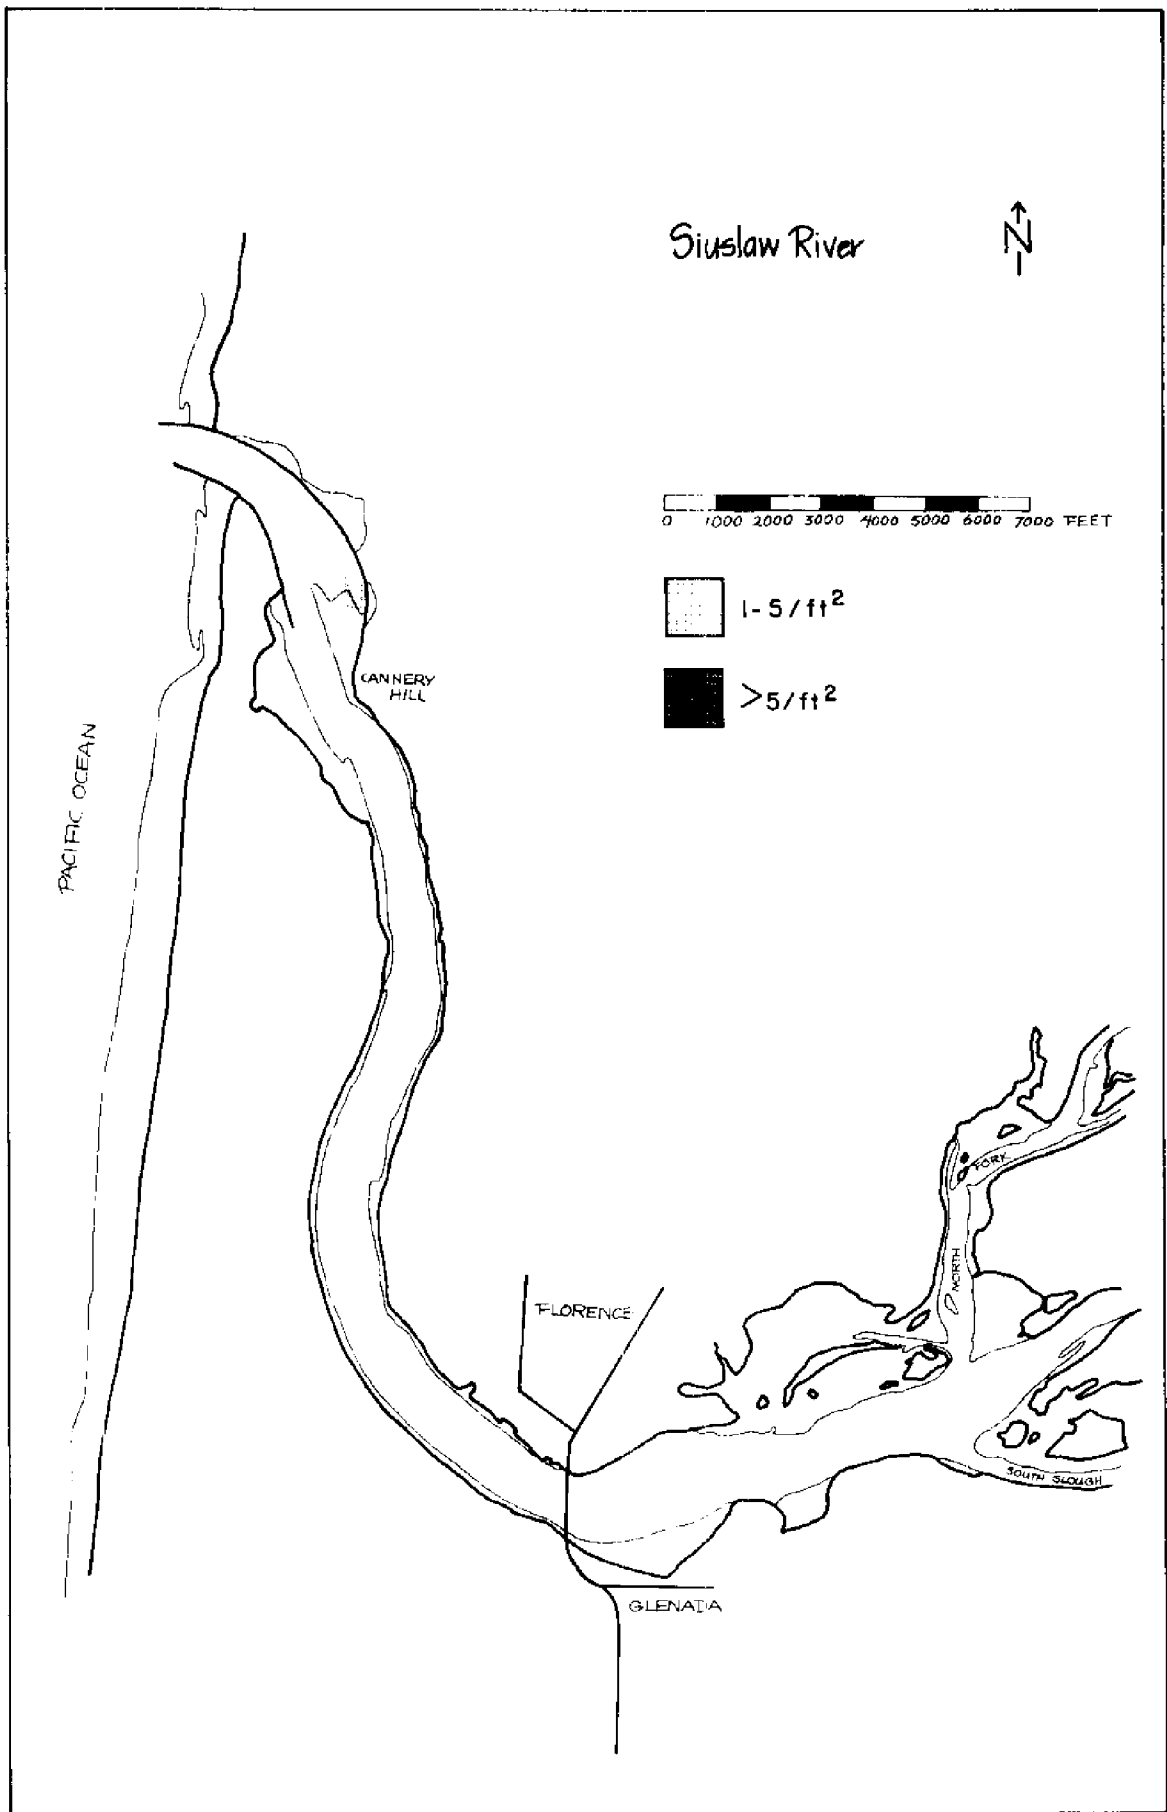 Siuslaw River
N
0 1000 2000 3000 4000 5000 6000 7000 FEET
1-5/ft²
>5/ft²
CANNERY
HILL
PACIFIC OCEAN
FORK
NORTH
FLORENCE
SOUTH SLOUGH
GLENADA